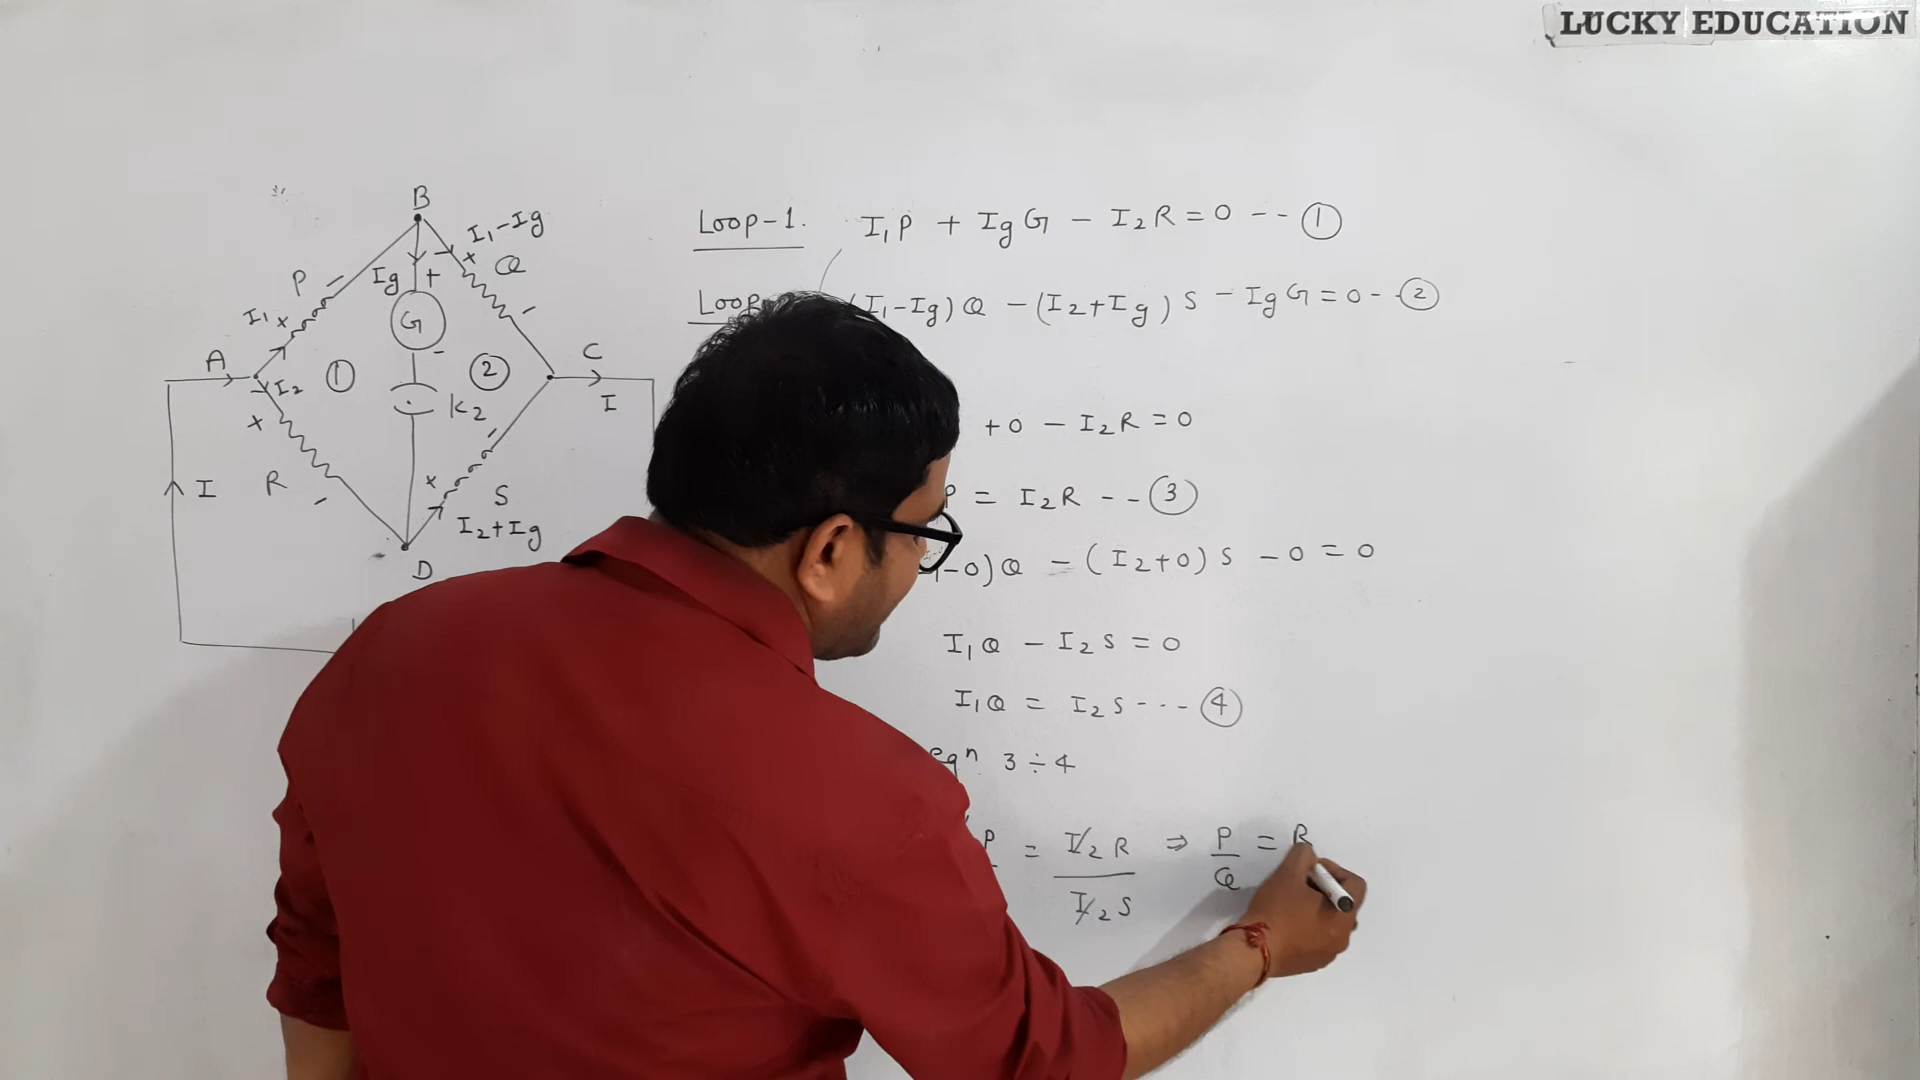 LUCKY EDUCATION
B
I₁-Ig
P
Ig
+
Q
I₁
G
A
C
I₂
1
2
K₂
I
I
R
S
I₂+Ig
D
Loop-1. I₁P + IgG - I₂R = 0 -- ①
Loop (I₁-Ig)Q - (I₂+Ig) S - IgG = 0 -- ②
+0 - I₂R = 0
P = I₂R -- ③
-0)Q - (I₂+0) S - 0 = 0
I₁Q - I₂S = 0
I₁Q = I₂S --- ④
eqⁿ 3÷4
P = I₂R ⇒ P = R
I₂S Q